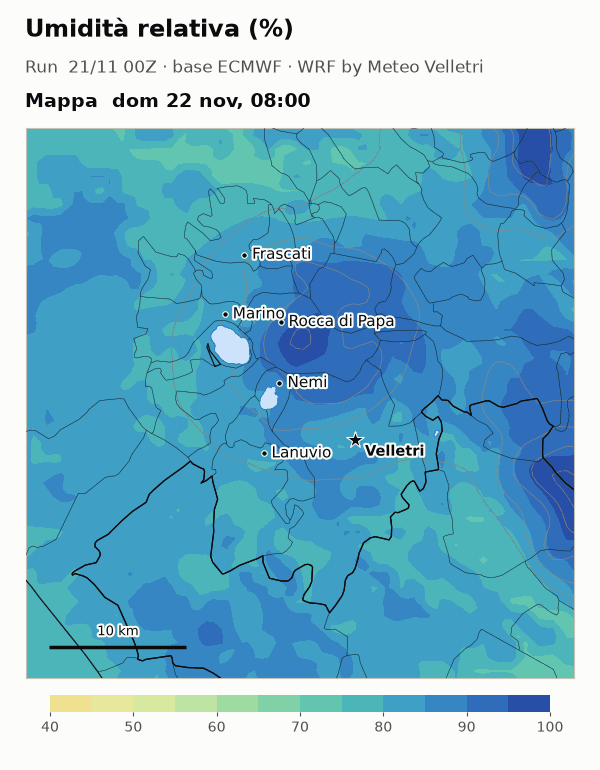 Umidità relativa (%)
Run  21/11 00Z · base ECMWF · WRF by Meteo Velletri
Mappa  dom 22 nov, 08:00
Frascati
Marino
Rocca di Papa
Nemi
Velletri
Lanuvio
10 km
40 50 60 70 80 90 100